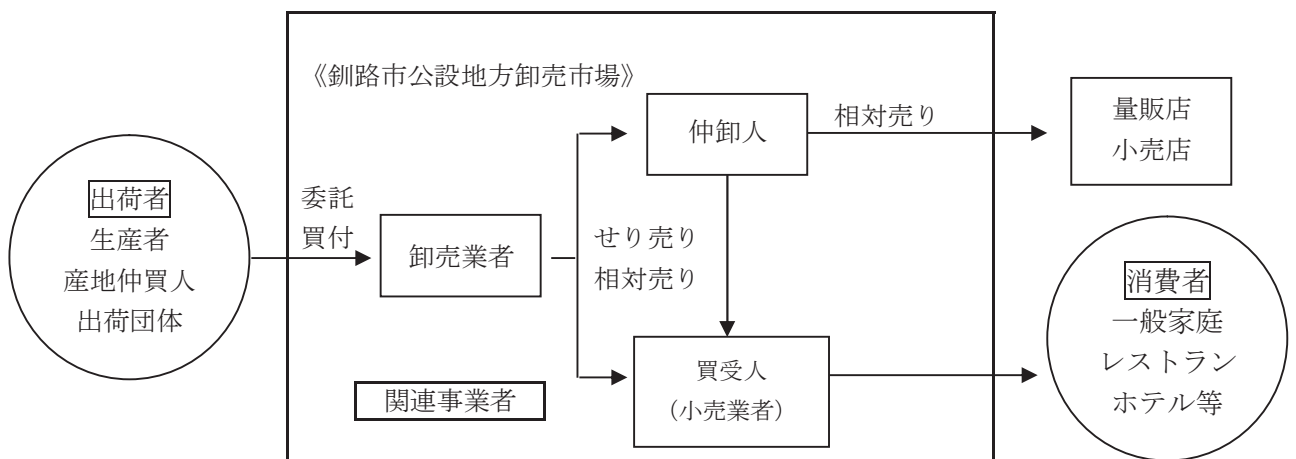 《釧路市公設地方卸売市場》
出荷者
生産者
産地仲買人
出荷団体
委託
買付
卸売業者
せり売り
相対売り
仲卸人
相対売り
量販店
小売店
買受人
（小売業者）
関連事業者
消費者
一般家庭
レストラン
ホテル等